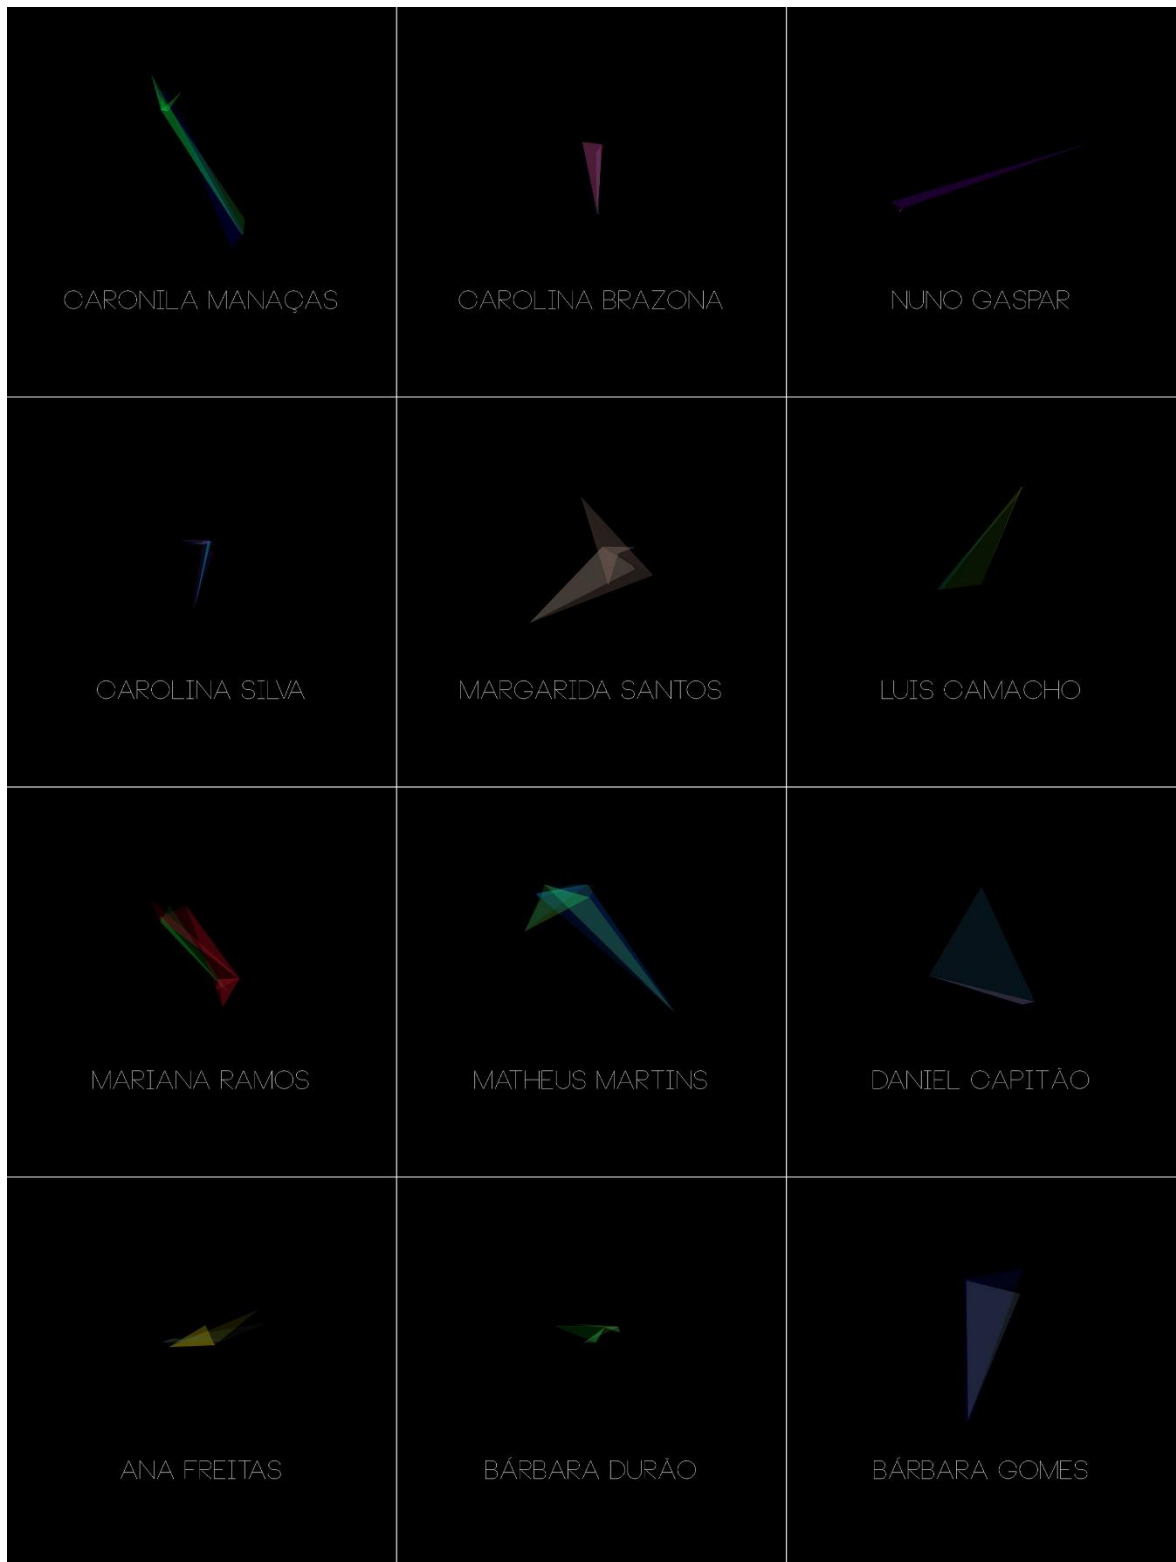 CARONILA MANAÇAS
CAROLINA BRAZONA
NUNO GASPAR
CAROLINA SILVA
MARGARIDA SANTOS
LUIS CAMACHO
MARIANA RAMOS
MATHEUS MARTINS
DANIEL CAPITÃO
ANA FREITAS
BÁRBARA DURÃO
BÁRBARA GOMES